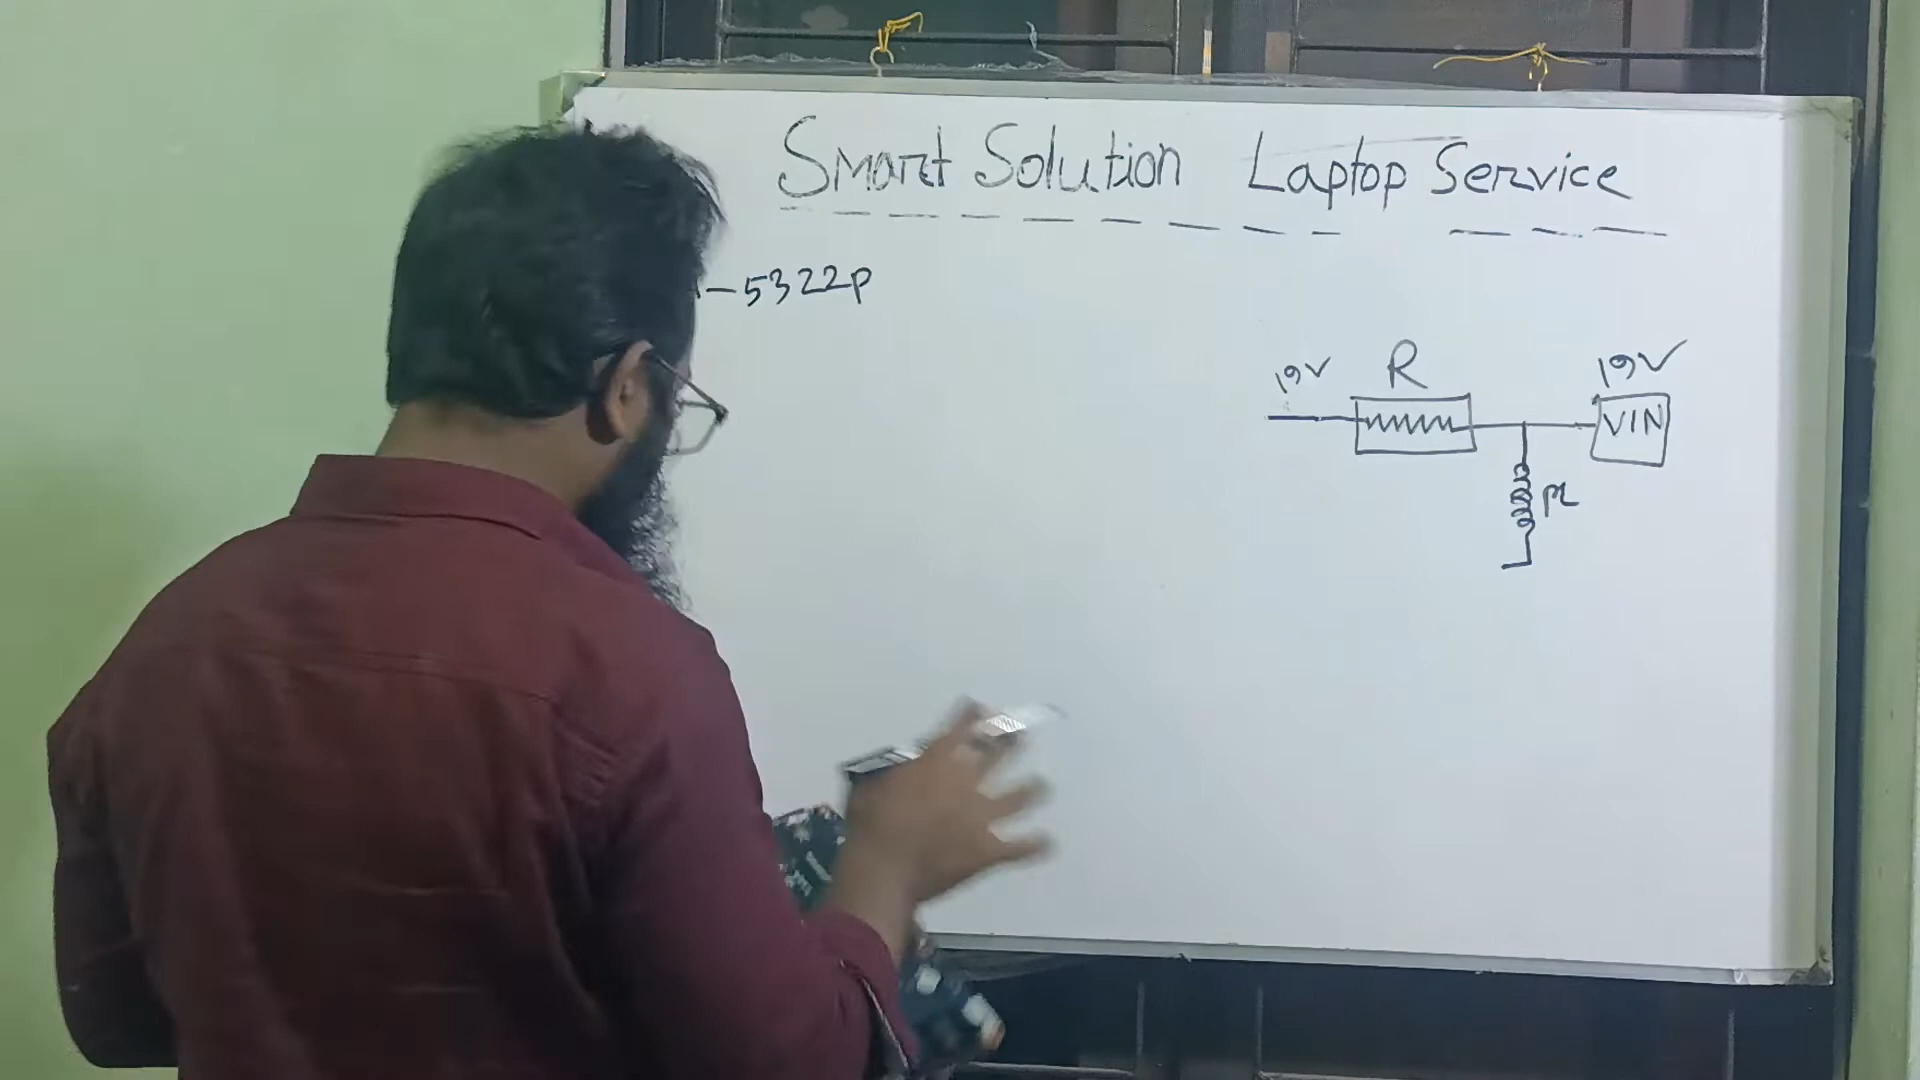 Smart Solution Laptop Service
-5322P
19V R 19V
VIN